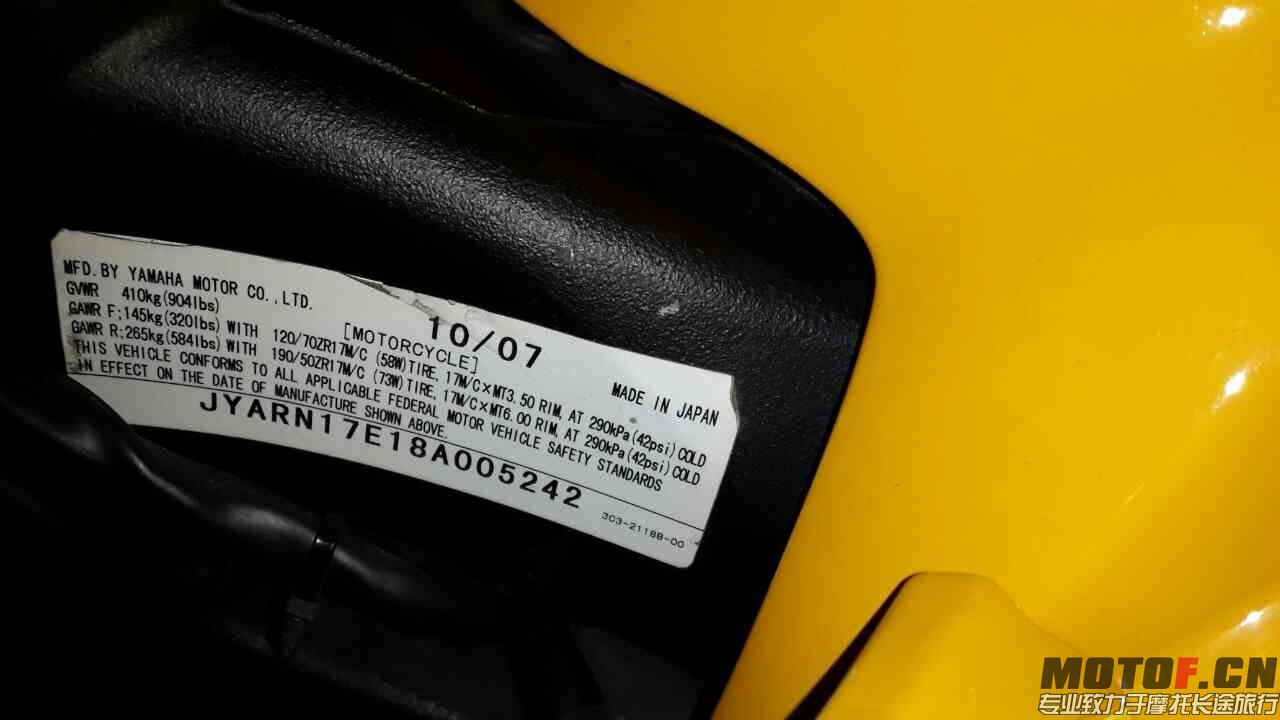 MFD. BY YAMAHA MOTOR CO., LTD.
10/07
GVWR 410kg(904lbs)
[MOTORCYCLE]
MADE IN JAPAN
GAWR F;145kg(320lbs) WITH 120/70ZR17M/C (58W)TIRE, 17M/C×MT3.50 RIM, AT 290kPa(42psi)COLD
GAWR R;265kg(584lbs) WITH 190/50ZR17M/C (73W)TIRE, 17M/C×MT6.00 RIM, AT 290kPa(42psi)COLD
THIS VEHICLE CONFORMS TO ALL APPLICABLE FEDERAL MOTOR VEHICLE SAFETY STANDARDS
IN EFFECT ON THE DATE OF MANUFACTURE SHOWN ABOVE.
JYARN17E18A005242
3C3-2118B-00
MOTOF.CN
专业致力于摩托长途旅行